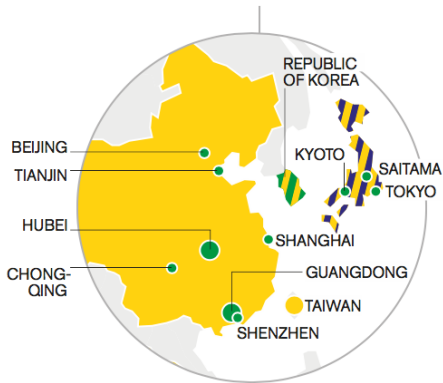 REPUBLIC
OF KOREA
BEIJING
KYOTO
SAITAMA
TIANJIN
TOKYO
HUBEI
SHANGHAI
CHONG-
QING
GUANGDONG
TAIWAN
SHENZHEN